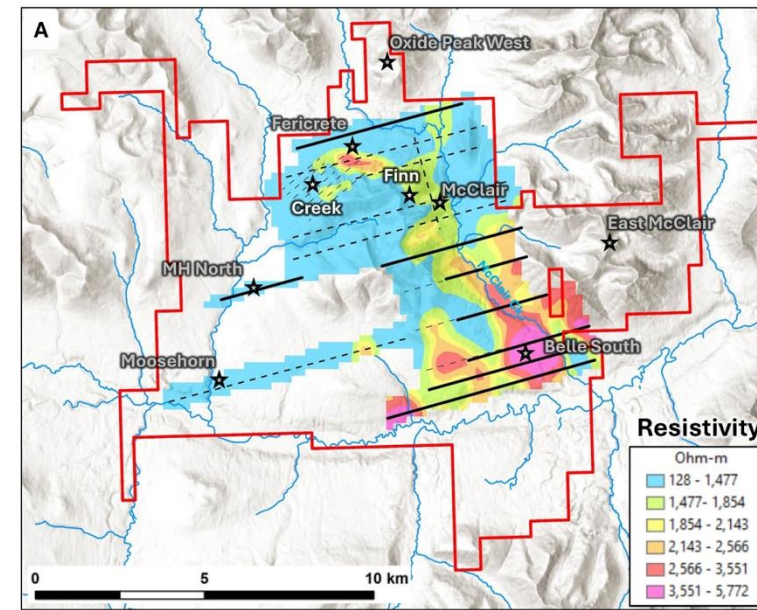 A
Oxide Peak West
Fericrete
Finn
Creek
McClair
East McClair
MH North
McClair Ck
Moosehorn
Belle South
Resistivity
Ohm-m
128 - 1,477
1,477- 1,854
1,854 - 2,143
2,143 - 2,566
2,566 - 3,551
3,551 - 5,772
0 5 10 km